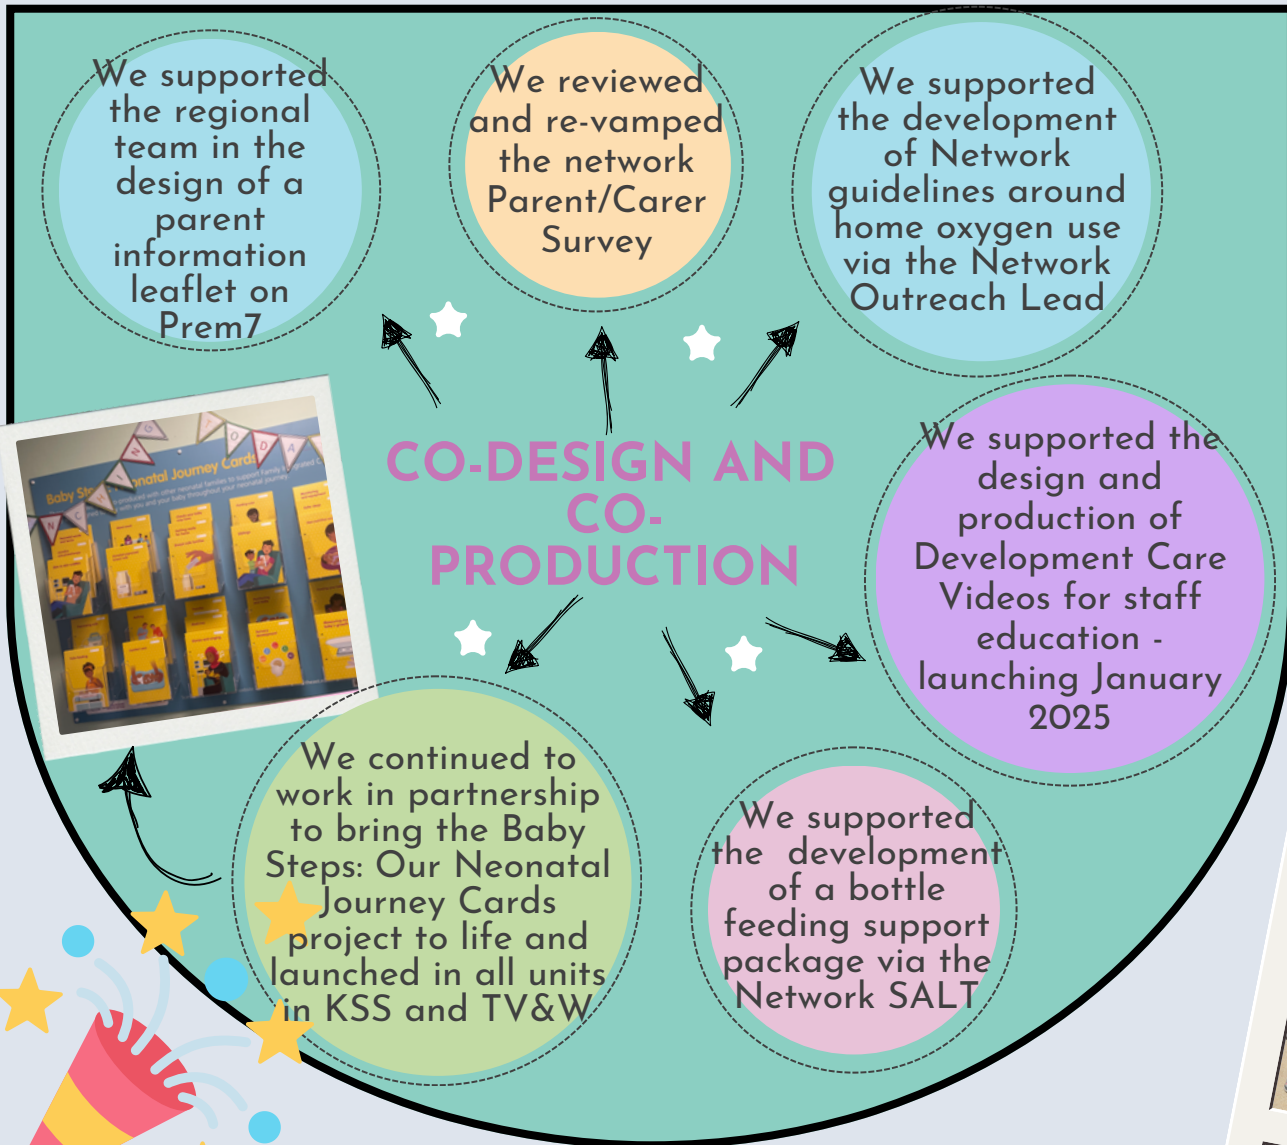 We supported
the regional
team in the
design of a
parent
information
leaflet on
Prem7
We reviewed
and re-vamped
the network
Parent/Carer
Survey
We supported
the development
of Network
guidelines around
home oxygen use
via the Network
Outreach Lead
CO-DESIGN AND
CO-
PRODUCTION
We supported the
design and
production of
Development Care
Videos for staff
education -
launching January
2025
Baby Neonatal Journey Cards
We continued to
work in partnership
to bring the Baby
Steps: Our Neonatal
Journey Cards
project to life and
launched in all units
in KSS and TV&W
We supported
the development
of a bottle
feeding support
package via the
Network SALT